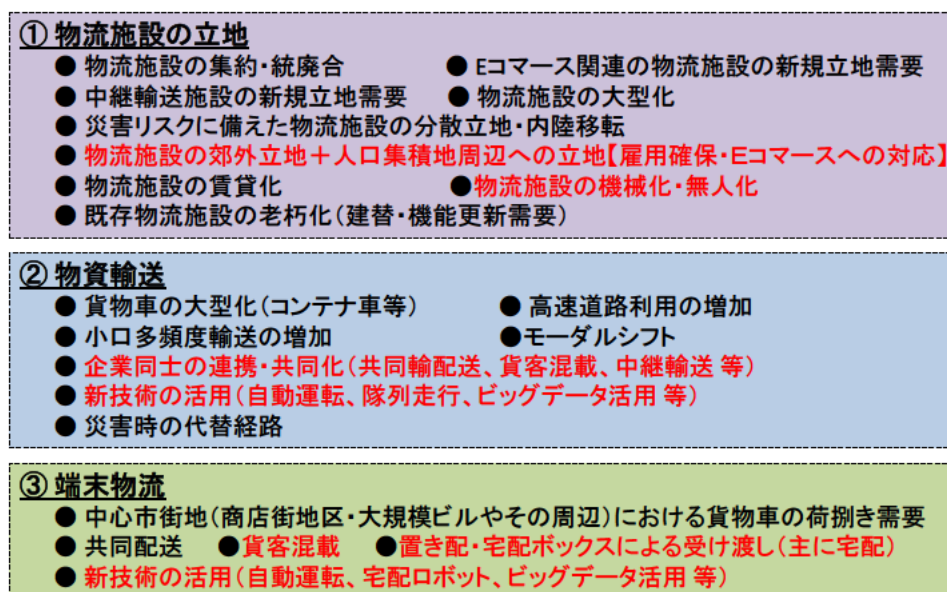 ① 物流施設の立地
● 物流施設の集約・統廃合 ● Eコマース関連の物流施設の新規立地需要
● 中継輸送施設の新規立地需要 ● 物流施設の大型化
● 災害リスクに備えた物流施設の分散立地・内陸移転
● 物流施設の郊外立地＋人口集積地周辺への立地【雇用確保・Eコマースへの対応】
● 物流施設の賃貸化 ●物流施設の機械化・無人化
● 既存物流施設の老朽化（建替・機能更新需要）
② 物資輸送
● 貨物車の大型化（コンテナ車等） ● 高速道路利用の増加
● 小口多頻度輸送の増加 ●モーダルシフト
● 企業同士の連携・共同化（共同輸配送、貨客混載、中継輸送 等）
● 新技術の活用（自動運転、隊列走行、ビッグデータ活用 等）
● 災害時の代替経路
③ 端末物流
● 中心市街地（商店街地区・大規模ビルやその周辺）における貨物車の荷捌き需要
● 共同配送 ●貨客混載 ●置き配・宅配ボックスによる受け渡し（主に宅配）
● 新技術の活用（自動運転、宅配ロボット、ビッグデータ活用 等）